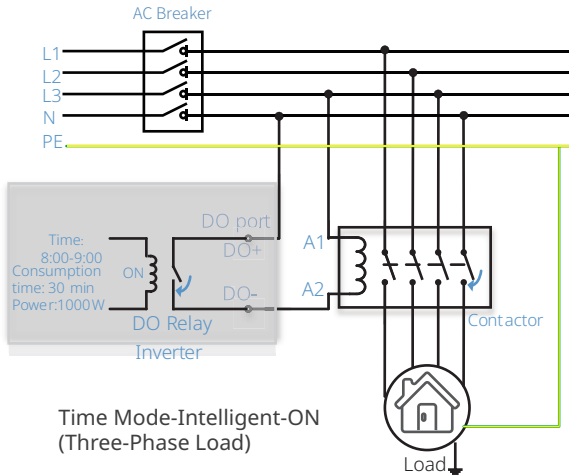 AC Breaker
L1
L2
L3
N
PE
DO port
DO+
Time:
8:00-9:00
Consumption
time: 30 min
Power:1000W
ON
DO-
DO Relay
Inverter
A1
A2
Contactor
Time Mode-Intelligent-ON
(Three-Phase Load)
Load